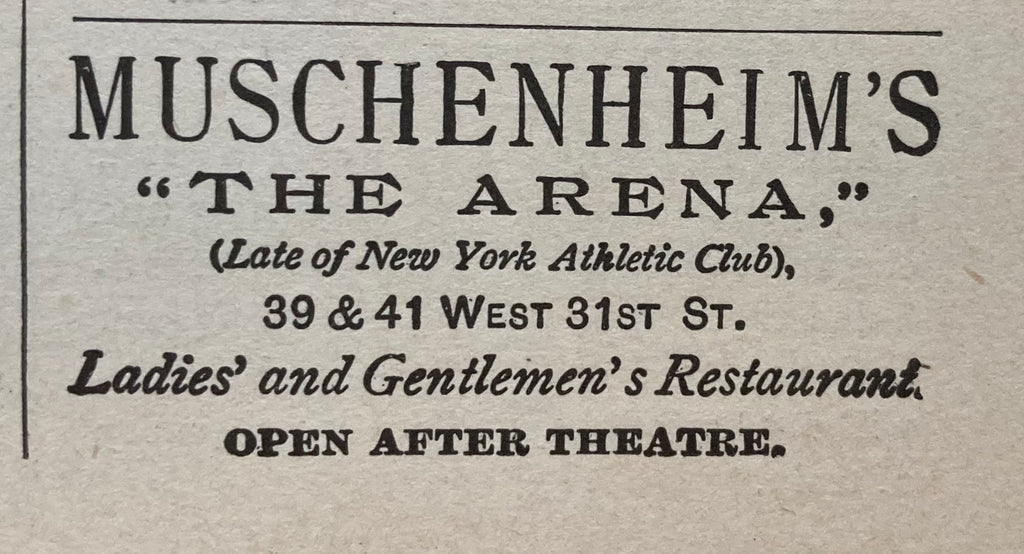 MUSCHENHEIM'S
“THE ARENA,”
(Late of New York Athletic Club),
39 & 41 WEST 31ST ST.
Ladies' and Gentlemen's Restaurant.
OPEN AFTER THEATRE.